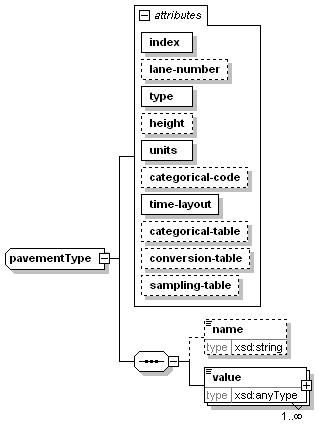 attributes
index
lane-number
type
height
units
categorical-code
time-layout
categorical-table
conversion-table
sampling-table
pavementType
name
type xsd:string
value
type xsd:anyType
1..∞